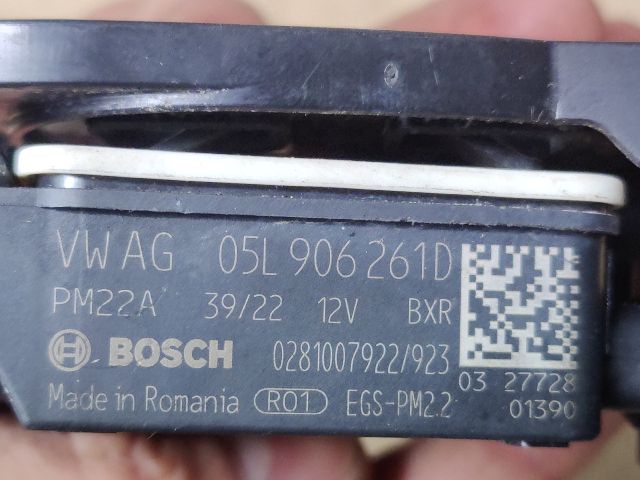 VW AG 05L 906 261D
PM22A 39/22 12V BXR
BOSCH 0281007922/923
03 27728
Made in Romania R01 EGS-PM2.2
01390